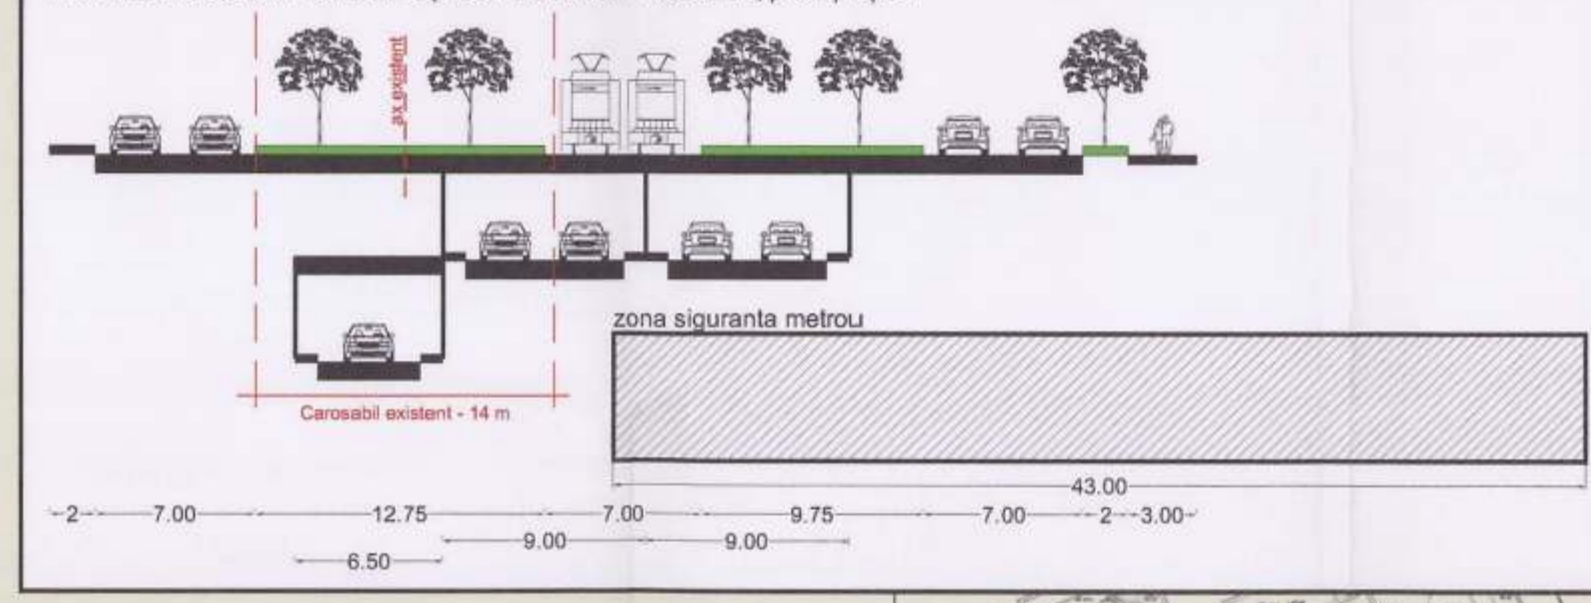 ax existent
zona siguranta metrou
Carosabil existent - 14 m
43.00
2 7.00 12.75 7.00 9.75 7.00 2 3.00
9.00 9.00
6.50